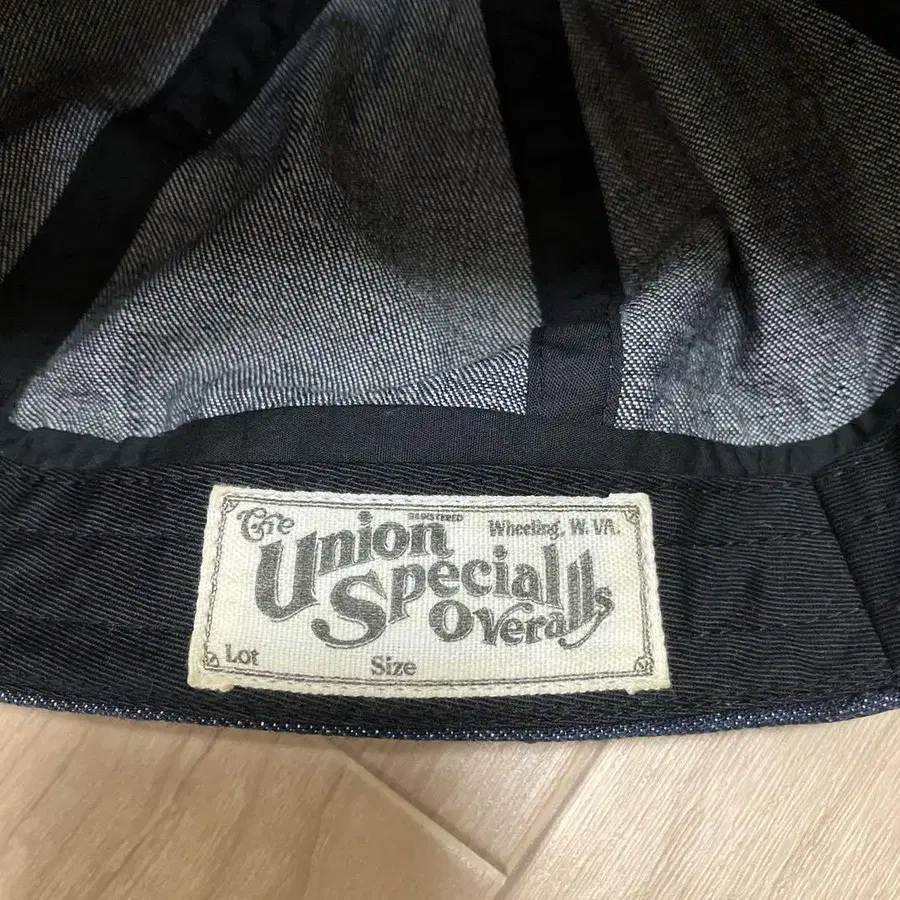 REGISTERED
The Union Wheeling, W. VA.
Special
Overalls
Lot Size